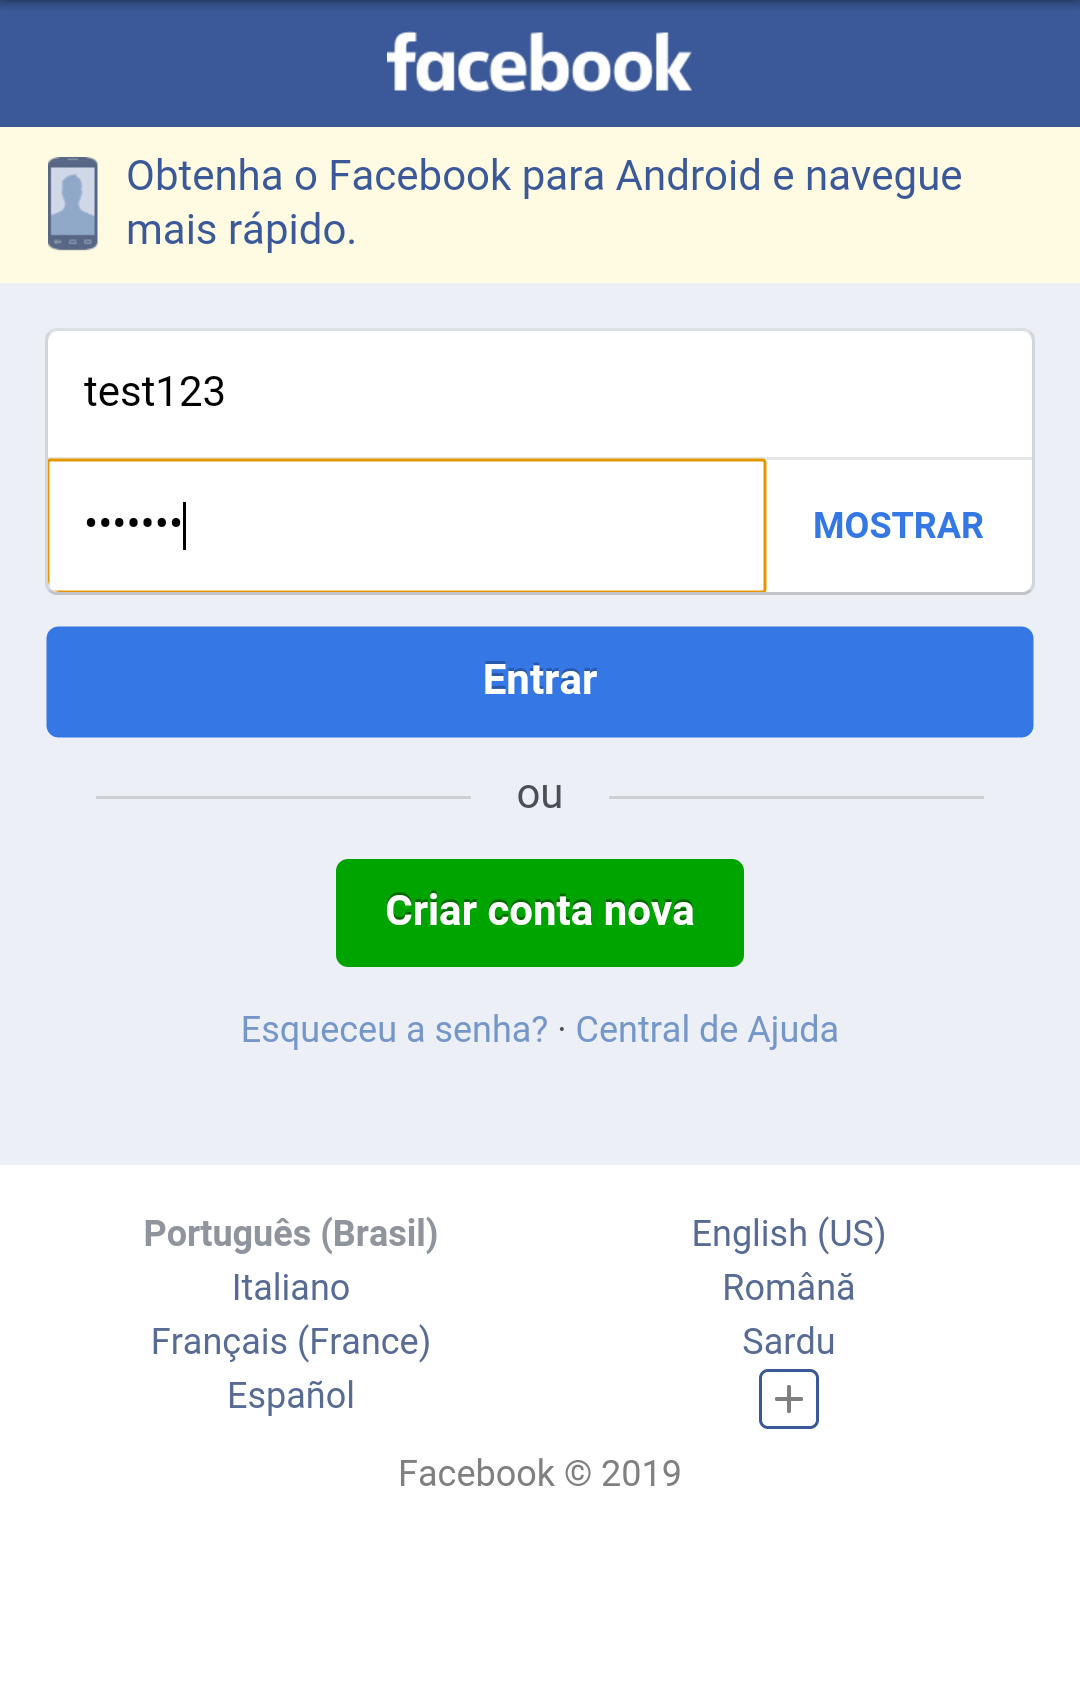 facebook
Obtenha o Facebook para Android e navegue
mais rápido.
test123
•••••••
MOSTRAR
Entrar
ou
Criar conta nova
Esqueceu a senha? · Central de Ajuda
Português (Brasil)
English (US)
Italiano
Română
Français (France)
Sardu
Español
+
Facebook © 2019